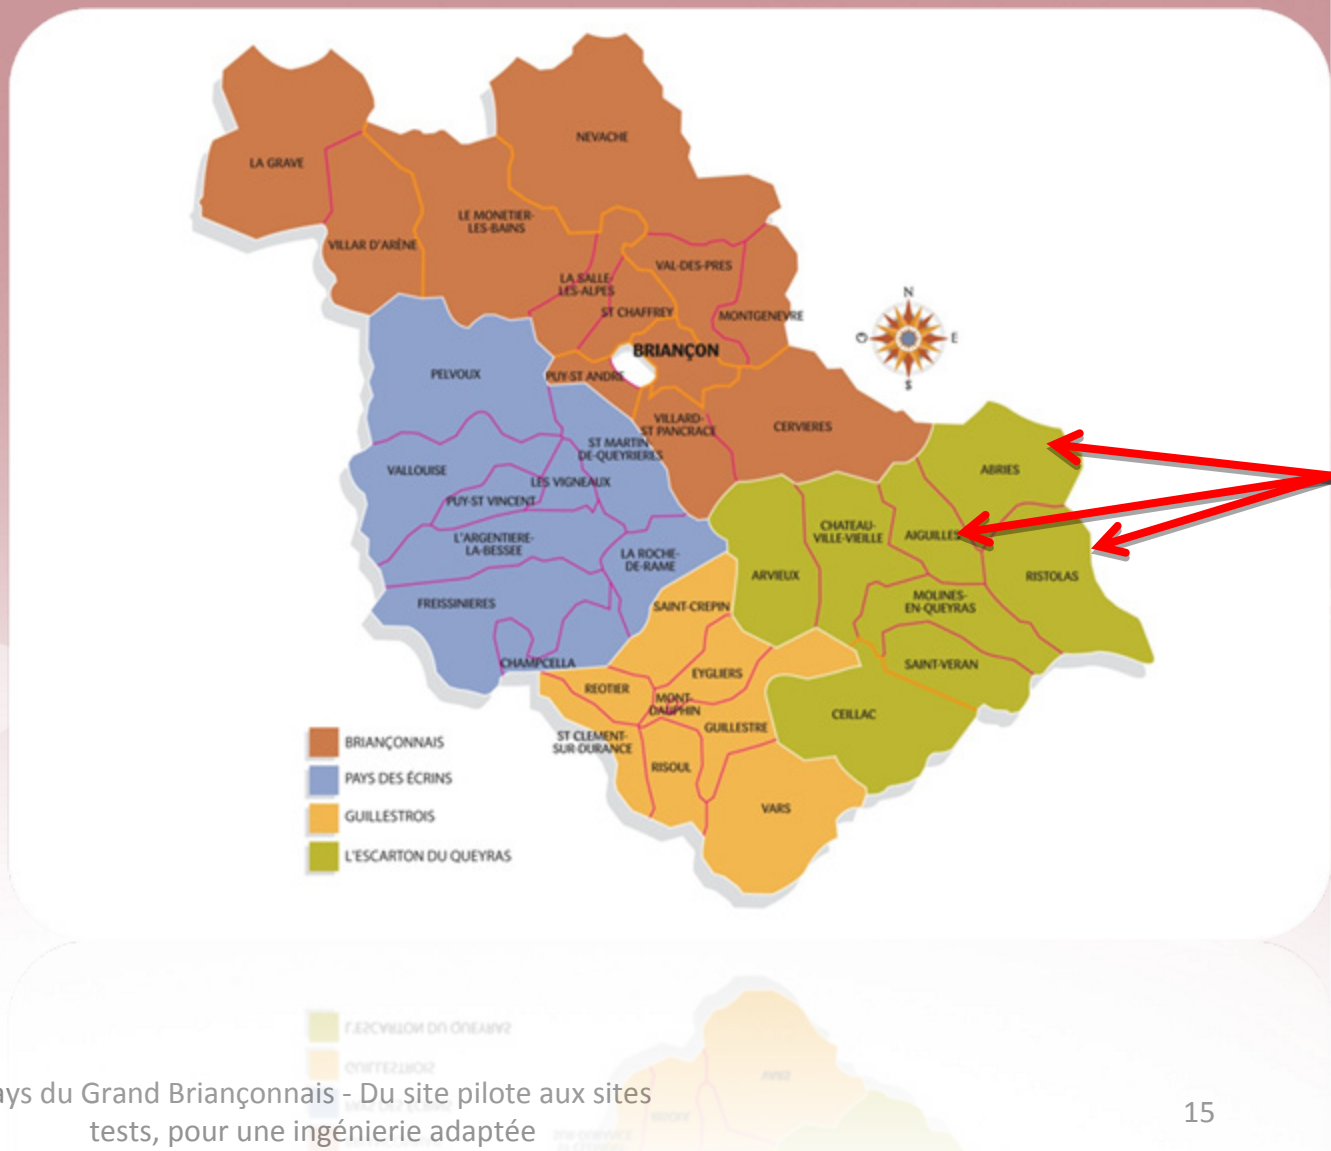 NEVACHE
LA GRAVE
LE MONETIER-
LES-BAINS
VILLAR D'ARÈNE
VAL-DES-PRES
LA SALLE-
LES-ALPES
ST CHAFFREY
MONTGENEVRE
BRIANÇON
PUY-ST ANDRE
PELVOUX
VILLARD-
ST PANCRACE
CERVIERES
ST MARTIN-
DE-QUEYRIERES
VALLOUISE
LES VIGNEAUX
PUY-ST VINCENT
L'ARGENTIERE-
LA-BESSEE
LA ROCHE-
DE-RAME
FREISSINIERES
CHAMPCELLA
ABRIES
CHATEAU-
VILLE-VIEILLE
AIGUILLES
ARVIEUX
RISTOLAS
MOLINES-
EN-QUEYRAS
SAINT-VERAN
CEILLAC
SAINT-CREPIN
EYGLIERS
REOTIER
MONT-
DAUPHIN
GUILLESTRE
ST CLEMENT-
SUR-DURANCE
RISOUL
VARS
N
O
E
S
BRIANÇONNAIS
PAYS DES ÉCRINS
GUILLESTROIS
L'ESCARTON DU QUEYRAS
ays du Grand Briançonnais - Du site pilote aux sites
tests, pour une ingénierie adaptée
15